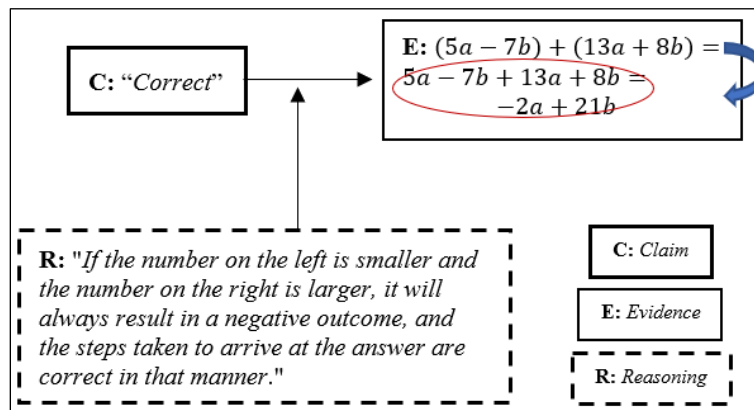 C: “Correct”
E: (5a − 7b) + (13a + 8b) =
5a − 7b + 13a + 8b =
−2a + 21b
R: "If the number on the left is smaller and
the number on the right is larger, it will
always result in a negative outcome, and
the steps taken to arrive at the answer are
correct in that manner."
C: Claim
E: Evidence
R: Reasoning